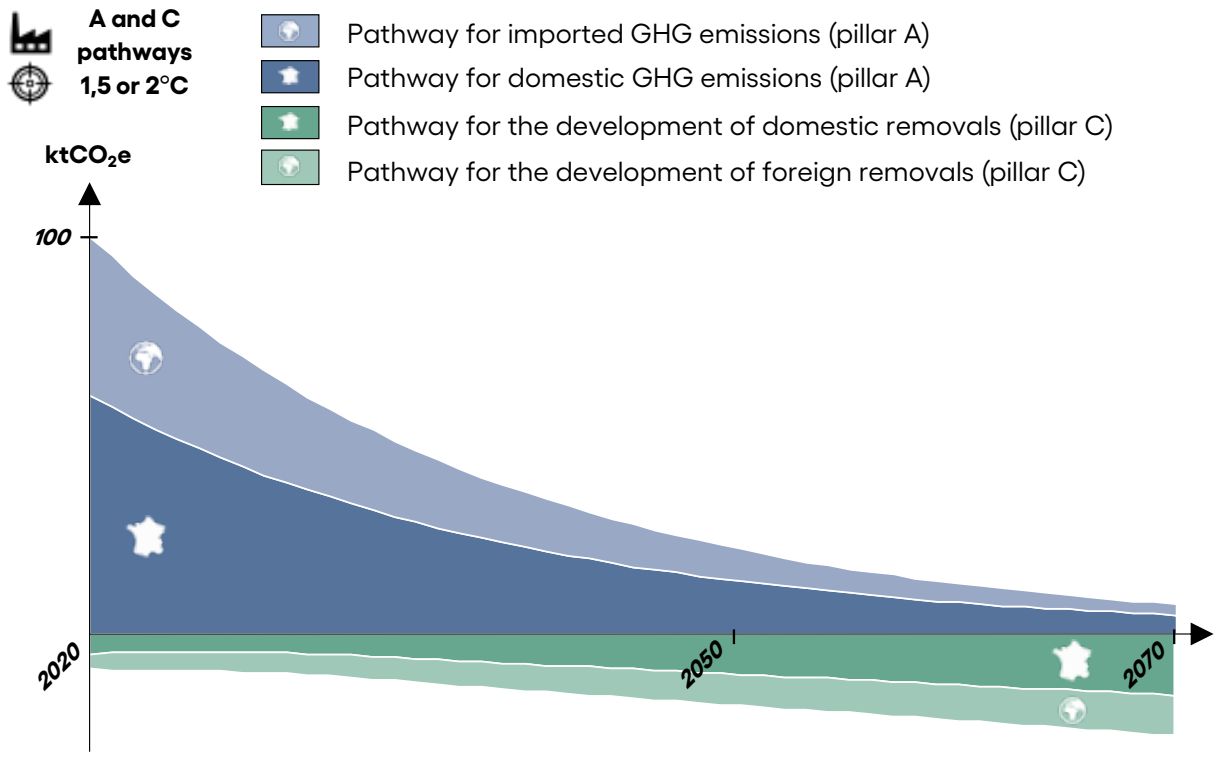 A and C
pathways
1,5 or 2°C
Pathway for imported GHG emissions (pillar A)
Pathway for domestic GHG emissions (pillar A)
Pathway for the development of domestic removals (pillar C)
Pathway for the development of foreign removals (pillar C)
ktCO₂e
100
2020
2050
2070